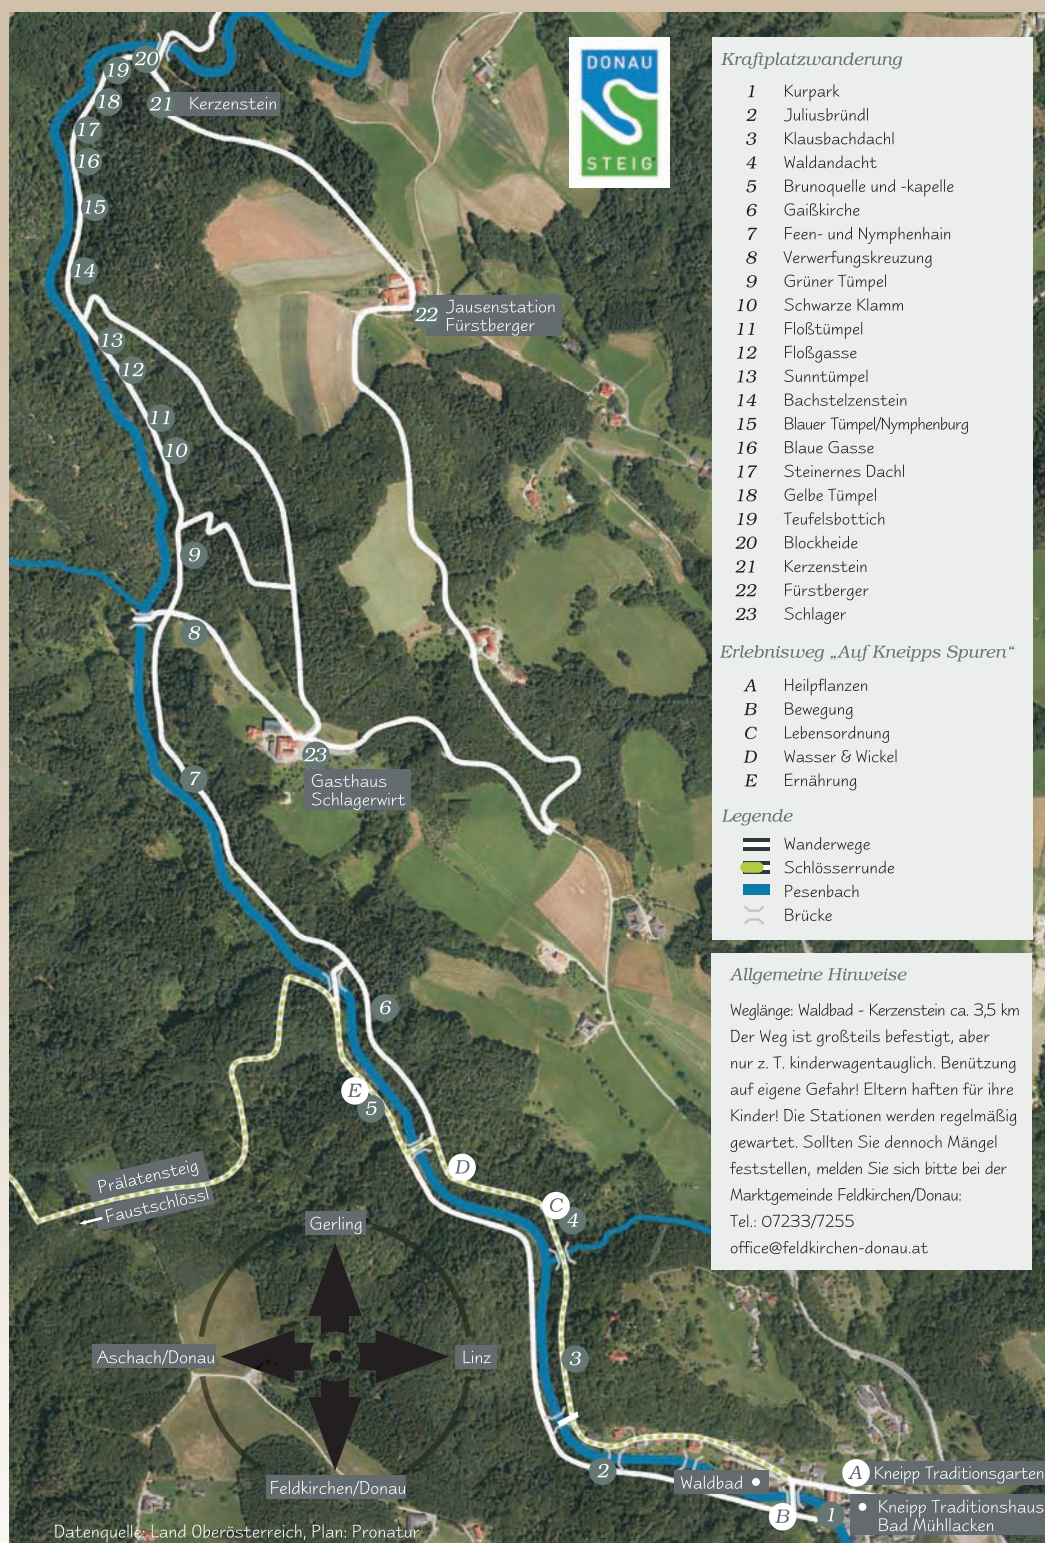 DONAU
STEIG
Kraftplatzwanderung
1 Kurpark
2 Juliusbründl
3 Klausbachdachl
4 Waldandacht
5 Brunoquelle und -kapelle
6 Gaißkirche
7 Feen- und Nymphenhain
8 Verwerfungskreuzung
9 Grüner Tümpel
10 Schwarze Klamm
11 Floßtümpel
12 Floßgasse
13 Sunntümpel
14 Bachstelzenstein
15 Blauer Tümpel/Nymphenburg
16 Blaue Gasse
17 Steinernes Dachl
18 Gelbe Tümpel
19 Teufelsbottich
20 Blockheide
21 Kerzenstein
22 Fürstberger
23 Schlager
Erlebnisweg „Auf Kneipps Spuren“
A Heilpflanzen
B Bewegung
C Lebensordnung
D Wasser & Wickel
E Ernährung
Legende
Wanderwege
Schlösserrunde
Pesenbach
Brücke
Allgemeine Hinweise
Weglänge: Waldbad - Kerzenstein ca. 3,5 km
Der Weg ist großteils befestigt, aber
nur z. T. kinderwagentauglich. Benützung
auf eigene Gefahr! Eltern haften für ihre
Kinder! Die Stationen werden regelmäßig
gewartet. Sollten Sie dennoch Mängel
feststellen, melden Sie sich bitte bei der
Marktgemeinde Feldkirchen/Donau:
Tel.: 07233/7255
office@feldkirchen-donau.at
20
19
18
21 Kerzenstein
17
16
15
14
22 Jausenstation
Fürstberger
13
12
11
10
9
8
23
Gasthaus
Schlagerwirt
7
6
E
5
D
C
4
Prälatensteig
Faustschlössl
Gerling
Aschach/Donau
Linz
Feldkirchen/Donau
3
2
Waldbad
A Kneipp Traditionsgarten
B
1
Kneipp Traditionshaus
Bad Mühllacken
Datenquelle: Land Oberösterreich, Plan: Pronatur